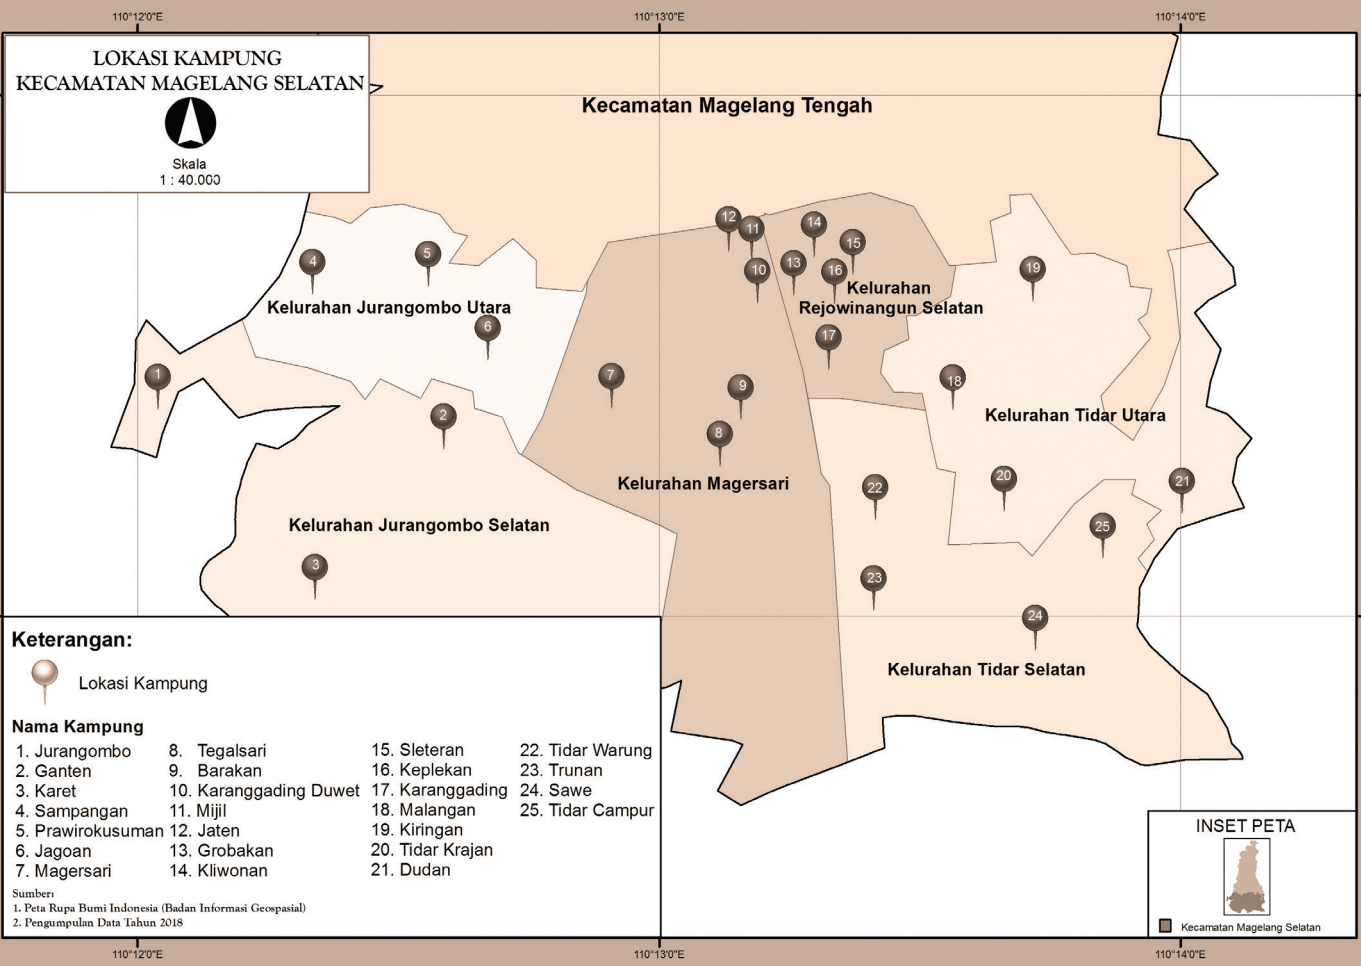 110°12'0"E
110°13'0"E
110°14'0"E
LOKASI KAMPUNG
KECAMATAN MAGELANG SELATAN
Skala
1 : 40.000
Kecamatan Magelang Tengah
12
11
14
15
5
4
10
13
16
19
Kelurahan
Rejowinangun Selatan
Kelurahan Jurangombo Utara
6
17
1
7
9
18
2
8
Kelurahan Tidar Utara
Kelurahan Magersari
22
20
21
Kelurahan Jurangombo Selatan
25
3
23
24
Kelurahan Tidar Selatan
Keterangan:
Lokasi Kampung
Nama Kampung
1. Jurangombo
2. Ganten
3. Karet
4. Sampangan
5. Prawirokusuman
6. Jagoan
7. Magersari
8. Tegalsari
9. Barakan
10. Karanggading Duwet
11. Mijil
12. Jaten
13. Grobakan
14. Kliwonan
15. Sleteran
16. Keplekan
17. Karanggading
18. Malangan
19. Kiringan
20. Tidar Krajan
21. Dudan
22. Tidar Warung
23. Trunan
24. Sawe
25. Tidar Campur
Sumber:
1. Peta Rupa Bumi Indonesia (Badan Informasi Geospasial)
2. Pengumpulan Data Tahun 2018
INSET PETA
Kecamatan Magelang Selatan
110°12'0"E
110°13'0"E
110°14'0"E